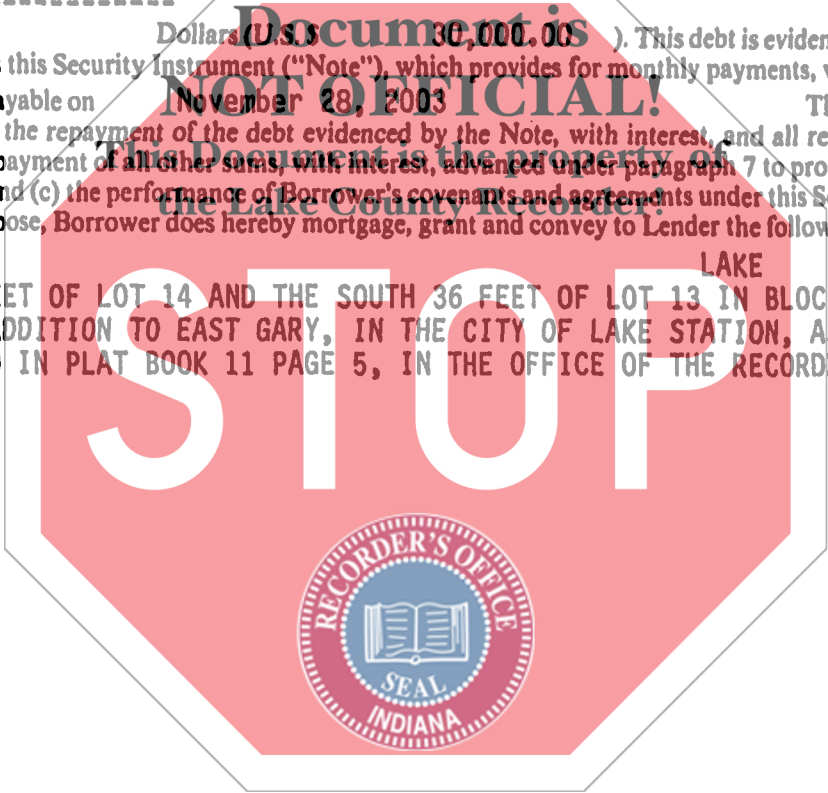 Document is
Dollars (U.S.$ 30,000.00 ). This debt is eviden
this Security Instrument ("Note"), which provides for monthly payments,
NOT OFFICIAL!
yable on November 28, 2003 Th
the repayment of the debt evidenced by the Note, with interest, and all re
This Document is the property of
payment of all other sums, with interest, advanced under paragraph 7 to pro
nd (c) the performance of Borrower's covenants and agreements under this Se
the Lake County Recorder!
ose, Borrower does hereby mortgage, grant and convey to Lender the follow
LAKE
EET OF LOT 14 AND THE SOUTH 36 FEET OF LOT 13 IN BLOC
DDITION TO EAST GARY, IN THE CITY OF LAKE STATION, A
IN PLAT BOOK 11 PAGE 5, IN THE OFFICE OF THE RECORD
STOP
RECORDER'S OFFICE
SEAL
INDIANA